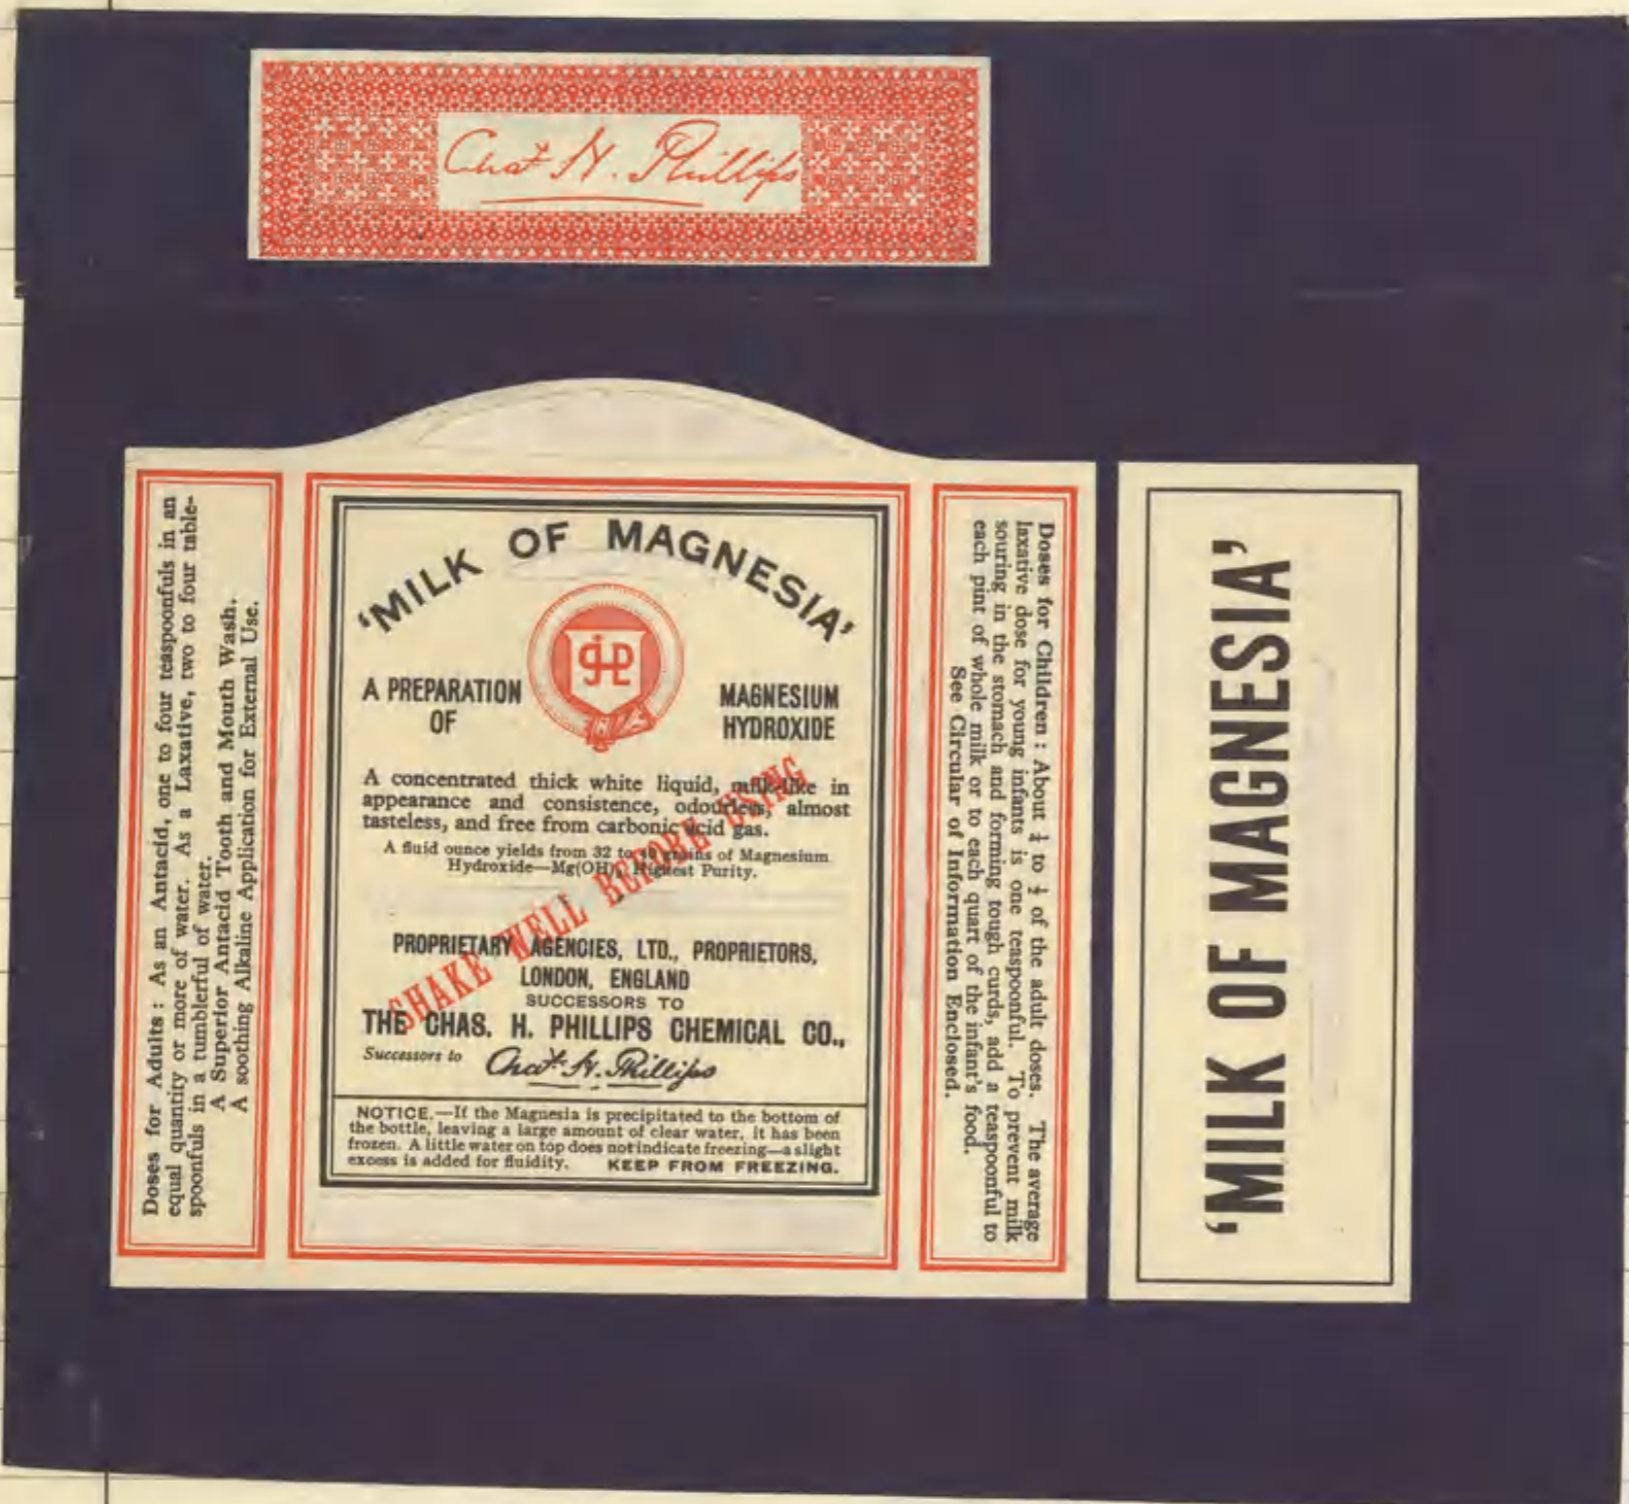 Chas. H. Phillips
Doses for Adults : As an Antacid, one to four teaspoonfuls in an
equal quantity or more of water. As a Laxative, two to four table-
spoonfuls in a tumblerful of water.
A Superior Antacid Tooth and Mouth Wash.
A soothing Alkaline Application for External Use.
'MILK OF MAGNESIA'
A PREPARATION
OF
MAGNESIUM
HYDROXIDE
A concentrated thick white liquid, milk-like in
appearance and consistence, odourless, almost
tasteless, and free from carbonic acid gas.
A fluid ounce yields from 32 to 40 grains of Magnesium
Hydroxide—Mg(OH)2 Highest Purity.
SHAKE WELL BEFORE USING
PROPRIETARY AGENCIES, LTD., PROPRIETORS,
LONDON, ENGLAND
SUCCESSORS TO
THE CHAS. H. PHILLIPS CHEMICAL CO.,
Successors to Chas. H. Phillips
NOTICE.—If the Magnesia is precipitated to the bottom of
the bottle, leaving a large amount of clear water, it has been
frozen. A little water on top does not indicate freezing—a slight
excess is added for fluidity. KEEP FROM FREEZING.
Doses for Children : About ¼ to ½ of the adult doses. The average
laxative dose for young infants is one teaspoonful. To prevent milk
souring in the stomach and forming tough curds, add a teaspoonful to
each pint of whole milk or to each quart of the infant's food.
See Circular of Information Enclosed.
'MILK OF MAGNESIA'